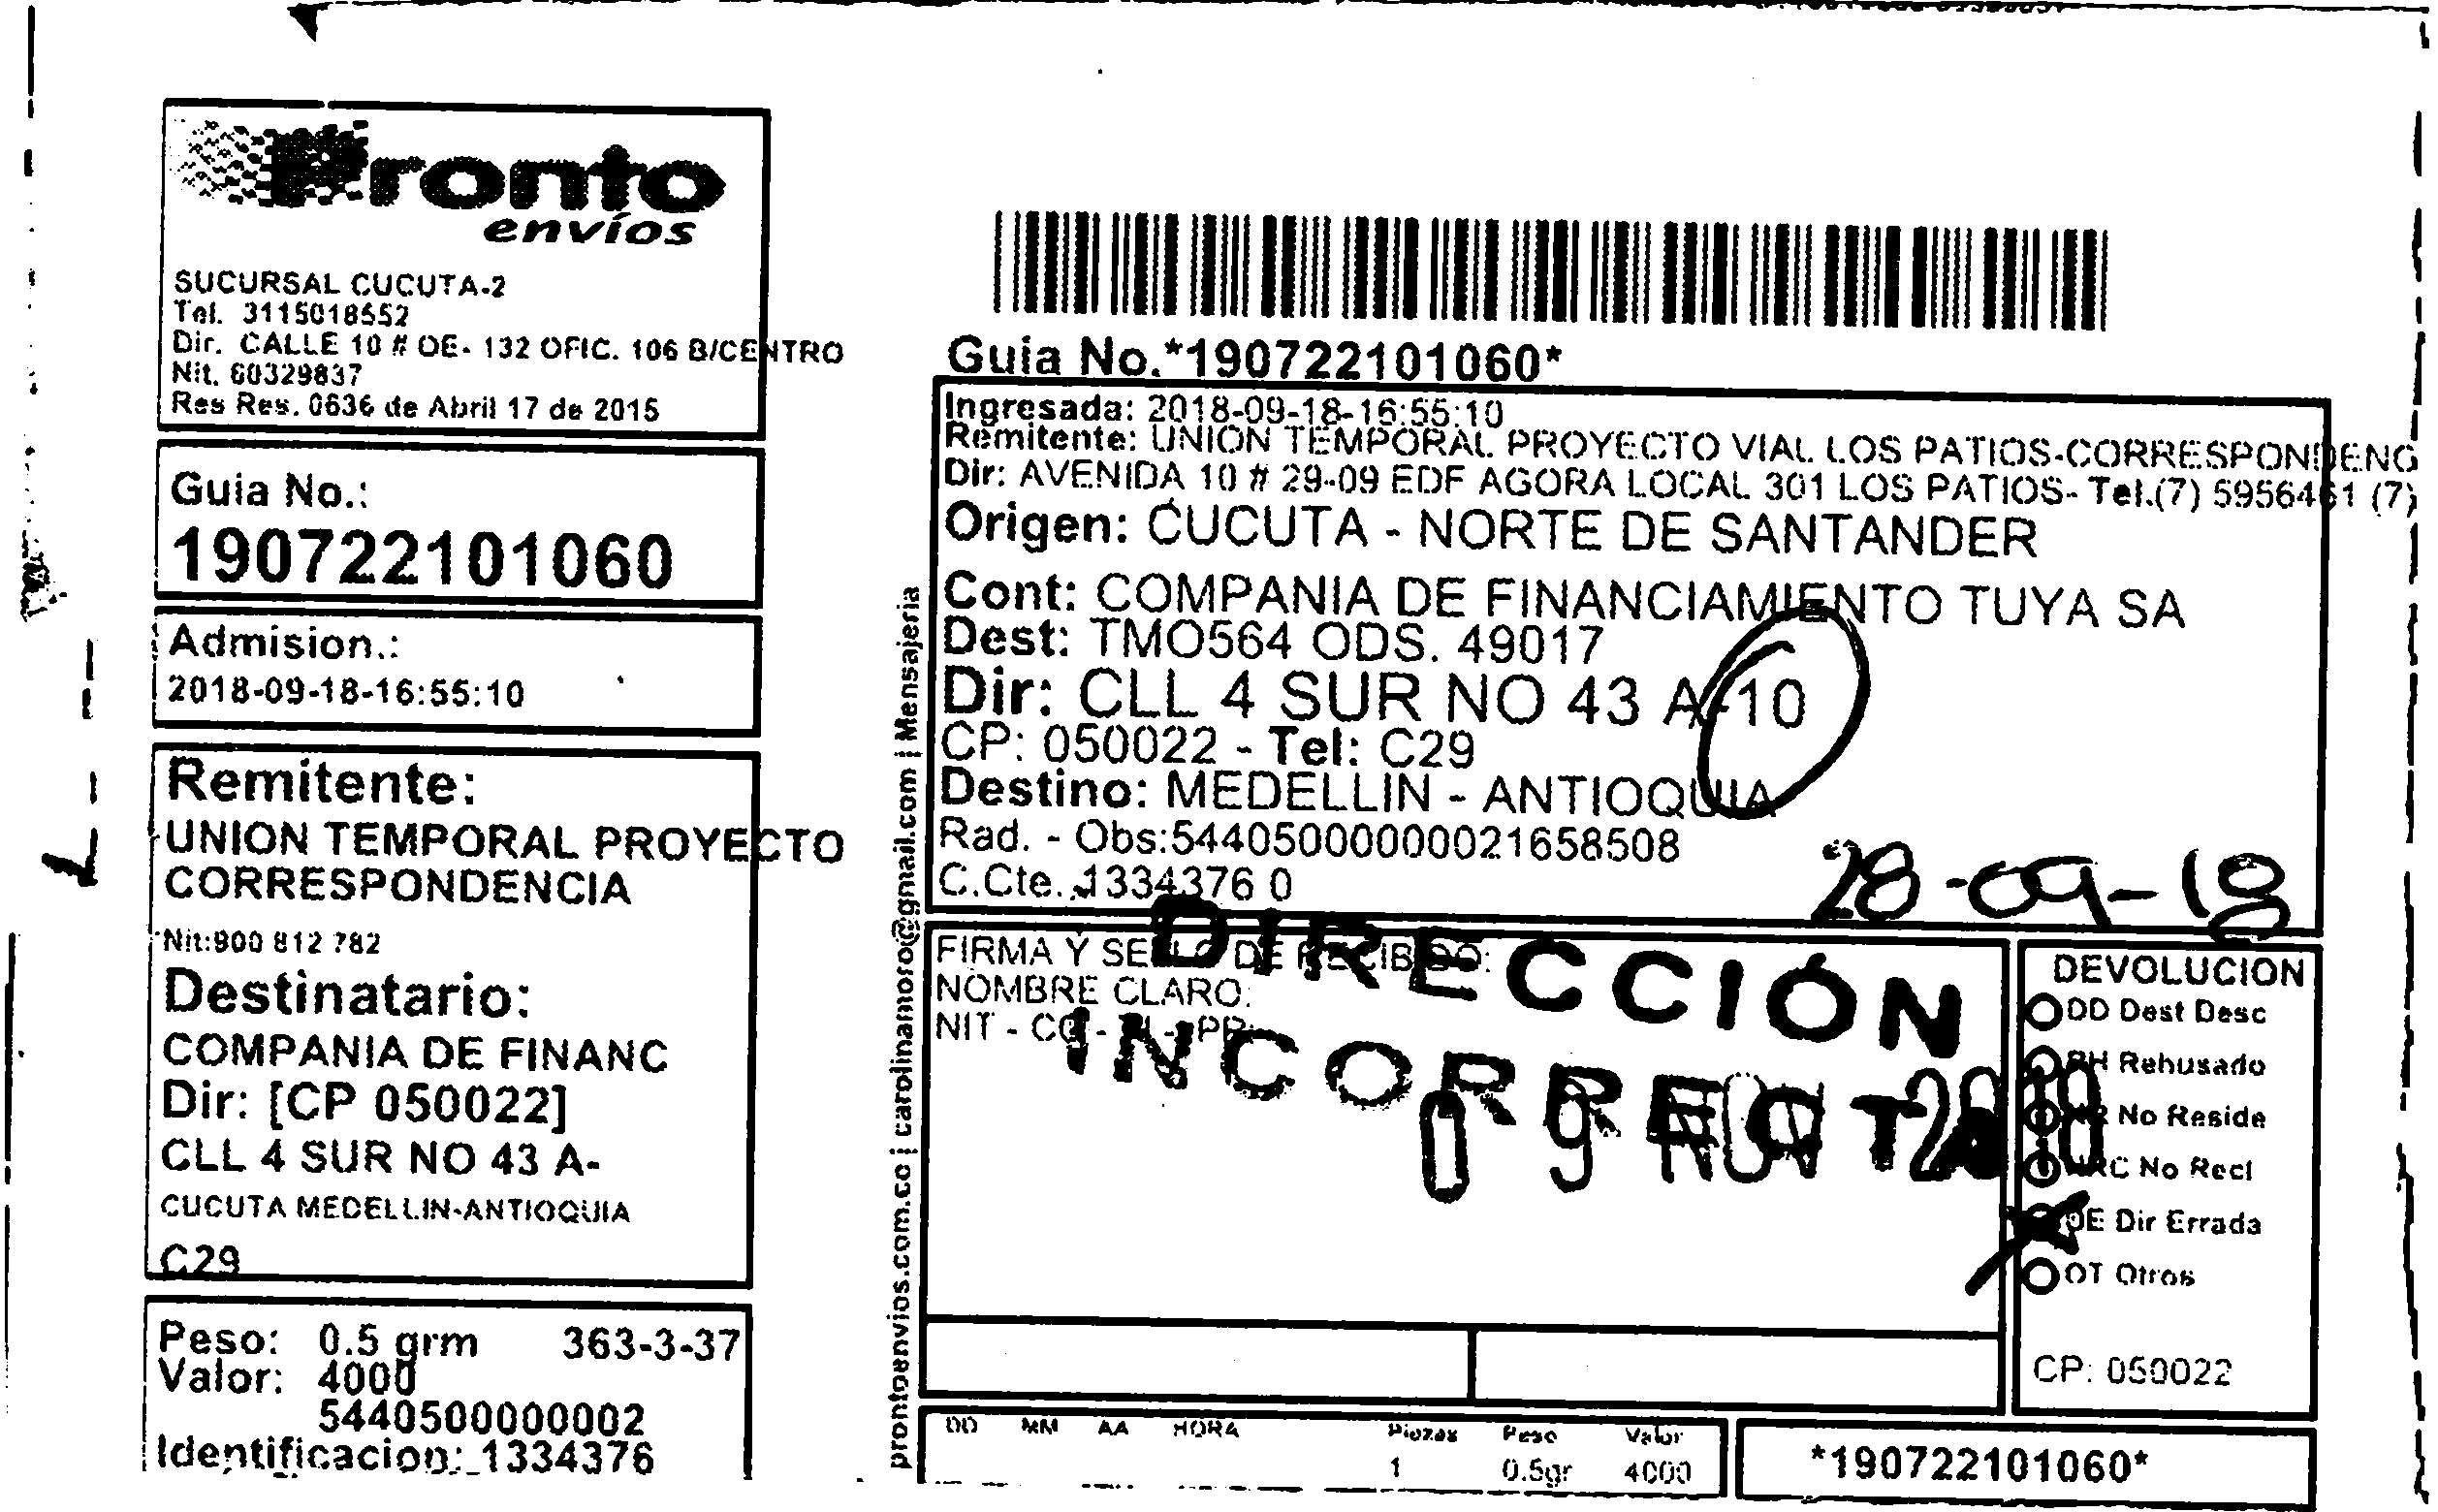 Pronto
envíos
SUCURSAL CUCUTA-2
Tel. 3115018552
Dir. CALLE 10 # OE- 132 OFIC. 106 B/CENTRO
Nit. 60329837
Res Res. 0636 de Abril 17 de 2015
Guia No.:
190722101060
Admision.:
2018-09-18-16:55:10
Remitente:
UNION TEMPORAL PROYECTO
CORRESPONDENCIA
Nit:900 812 782
Destinatario:
COMPANIA DE FINANC
Dir: [CP 050022]
CLL 4 SUR NO 43 A-
CUCUTA MEDELLIN-ANTIOQUIA
C29
Peso: 0.5 grm 363-3-37
Valor: 4000
5440500000002
Identificacion: 1334376
prontoenvios.com.co | carolinanoro@gmail.com | Mensajeria
Guia No.*190722101060*
Ingresada: 2018-09-18-16:55:10
Remitente: UNION TEMPORAL PROYECTO VIAL LOS PATIOS-CORRESPONDENC
Dir: AVENIDA 10 # 29-09 EDF AGORA LOCAL 301 LOS PATIOS- Tel.(7) 5956461 (7)
Origen: CUCUTA - NORTE DE SANTANDER
Cont: COMPANIA DE FINANCIAMIENTO TUYA SA
Dest: TMO564 ODS. 49017
Dir: CLL 4 SUR NO 43 A-10
CP: 050022 - Tel: C29
Destino: MEDELLIN - ANTIOQUIA
Rad. - Obs:544050000000021658508
C.Cte. 1334376 0
28-09-18
FIRMA Y SELLO DE RECIBIDO:
NOMBRE CLARO:
NIT - CC -
DIRECCIÓN
INCORRECTA
DEVOLUCION
DD Dest Desc
RH Rehusado
NR No Reside
NRC No Recl
DE Dir Errada
OT Otros
CP: 050022
DD MM AA HORA Piezas Peso Valor
1 0.5gr 4000
*190722101060*